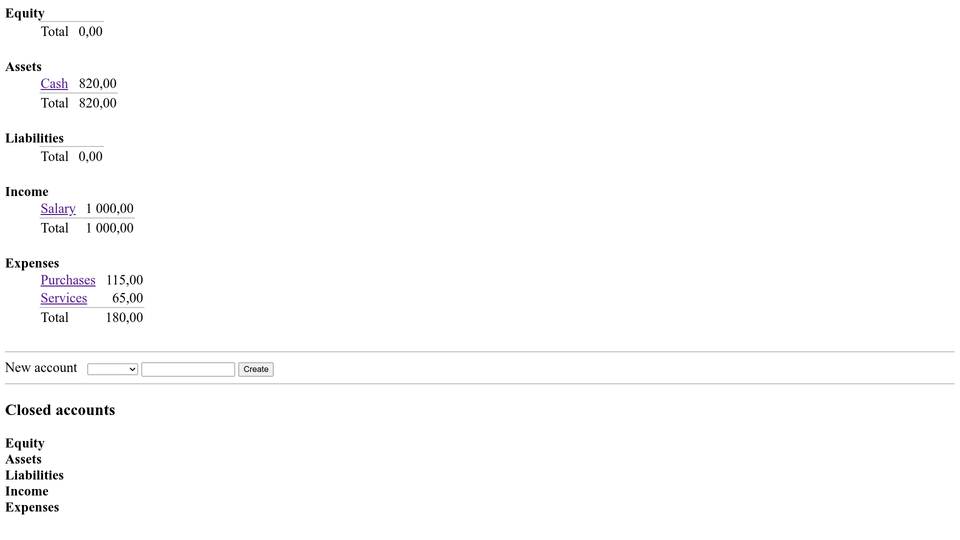 Equity
Total 0,00
Assets
Cash 820,00
Total 820,00
Liabilities
Total 0,00
Income
Salary 1 000,00
Total 1 000,00
Expenses
Purchases 115,00
Services 65,00
Total 180,00
New account Create
Closed accounts
Equity
Assets
Liabilities
Income
Expenses